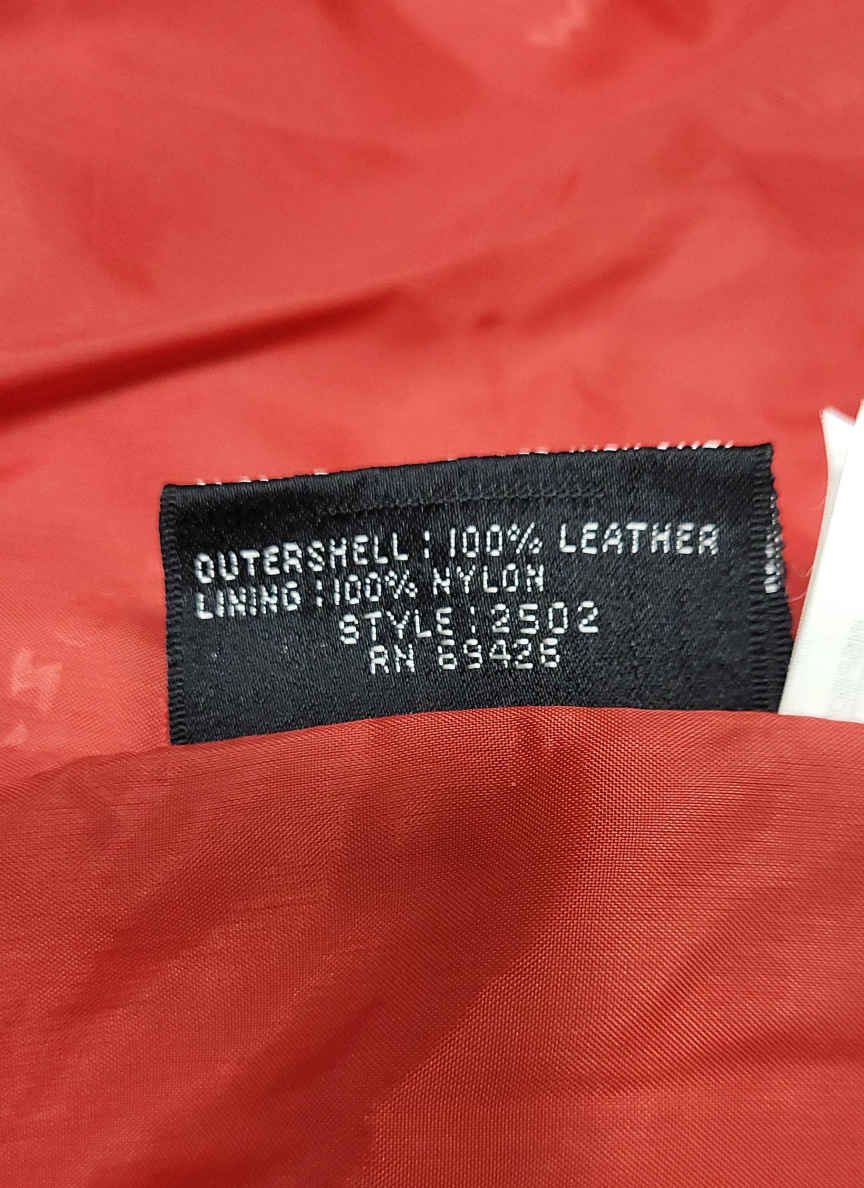 OUTERSHELL : 100% LEATHER
LINING : 100% NYLON
STYLE : 2502
RN 69426